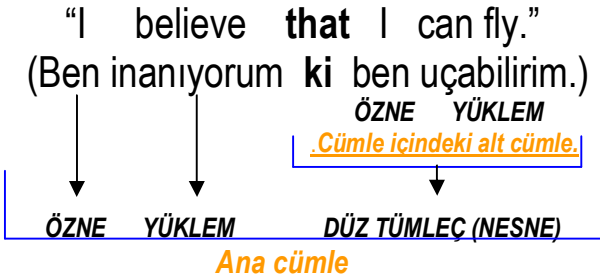 “I believe that I can fly.”
(Ben inanıyorum ki ben uçabilirim.)
ÖZNE YÜKLEM
.Cümle içindeki alt cümle.
ÖZNE YÜKLEM DÜZ TÜMLEÇ (NESNE)
Ana cümle